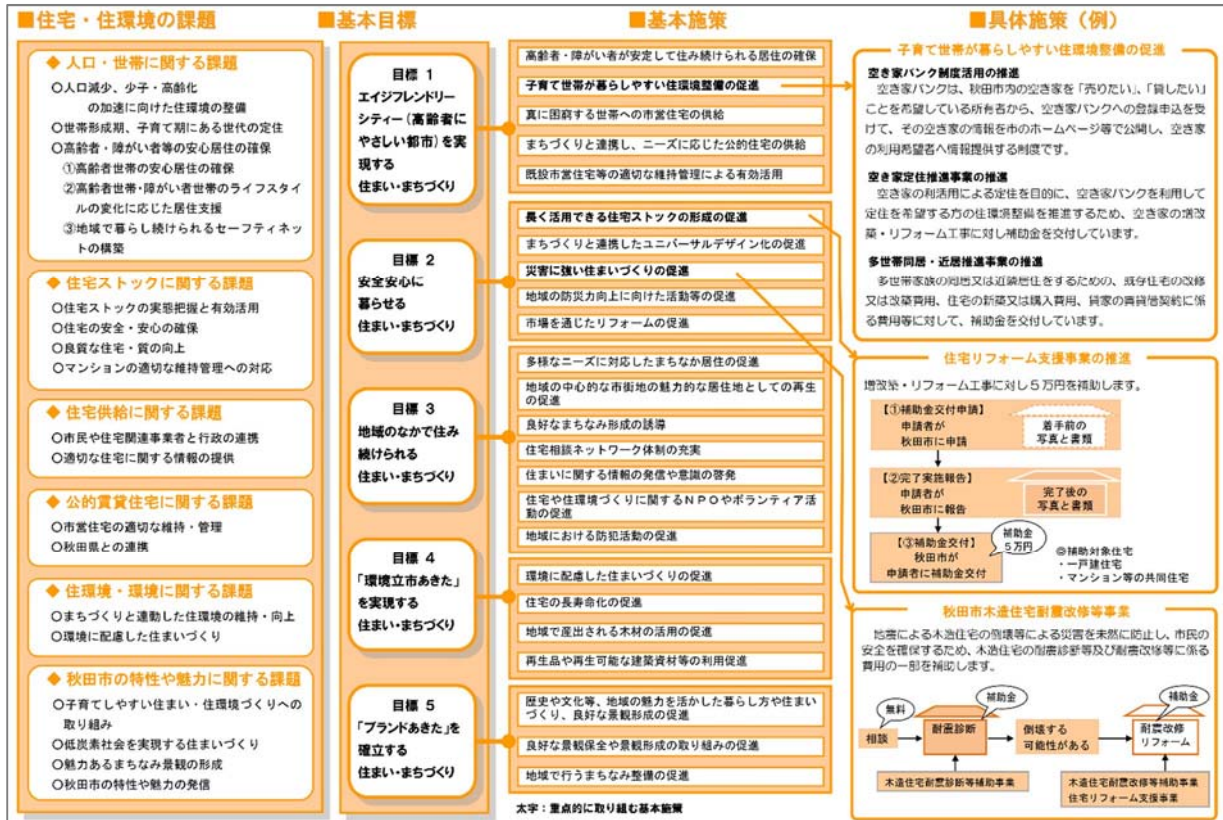 ■住宅・住環境の課題
◆ 人口・世帯に関する課題
○人口減少、少子・高齢化
の加速に向けた住環境の整備
○世帯形成期、子育て期にある世代の定住
○高齢者・障がい者等の安心居住の確保
①高齢者世帯の安心居住の確保
②高齢者世帯・障がい者世帯のライフスタイ
ルの変化に応じた居住支援
③地域で暮らし続けられるセーフティネッ
トの構築
◆ 住宅ストックに関する課題
○住宅ストックの実態把握と有効活用
○住宅の安全・安心の確保
○良質な住宅・質の向上
○マンションの適切な維持管理への対応
◆ 住宅供給に関する課題
○市民や住宅関連事業者と行政の連携
○適切な住宅に関する情報の提供
◆ 公的賃貸住宅に関する課題
○市営住宅の適切な維持・管理
○秋田県との連携
◆ 住環境・環境に関する課題
○まちづくりと連動した住環境の維持・向上
○環境に配慮した住まいづくり
◆ 秋田市の特性や魅力に関する課題
○子育てしやすい住まい・住環境づくりへの
取り組み
○低炭素社会を実現する住まいづくり
○魅力あるまちなみ景観の形成
○秋田市の特性や魅力の発信
■基本目標
目標 1
エイジフレンドリー
シティー(高齢者に
やさしい都市)を実
現する
住まい・まちづくり
目標 2
安全安心に
暮らせる
住まい・まちづくり
目標 3
地域のなかで住み
続けられる
住まい・まちづくり
目標 4
「環境立市あきた」
を実現する
住まい・まちづくり
目標 5
「ブランドあきた」を
確立する
住まい・まちづくり
■基本施策
高齢者・障がい者が安定して住み続けられる居住の確保
子育て世帯が暮らしやすい住環境整備の促進
真に困窮する世帯への市営住宅の供給
まちづくりと連携し、ニーズに応じた公的住宅の供給
既設市営住宅等の適切な維持管理による有効活用
長く活用できる住宅ストックの形成の促進
まちづくりと連携したユニバーサルデザイン化の促進
災害に強い住まいづくりの促進
地域の防災力向上に向けた活動等の促進
市場を通じたリフォームの促進
多様なニーズに対応したまちなか居住の促進
地域の中心的な市街地の魅力的な居住地としての再生
の促進
良好なまちなみ形成の誘導
住宅相談ネットワーク体制の充実
住まいに関する情報の発信や意識の啓発
住宅や住環境づくりに関するNPOやボランティア活
動の促進
地域における防犯活動の促進
環境に配慮した住まいづくりの促進
住宅の長寿命化の促進
地域で産出される木材の活用の促進
再生品や再生可能な建築資材等の利用促進
歴史や文化等、地域の魅力を活かした暮らし方や住まい
づくり、良好な景観形成の促進
良好な景観保全や景観形成の取り組みの促進
地域で行うまちなみ整備の促進
太字：重点的に取り組む基本施策
■具体施策（例）
子育て世帯が暮らしやすい住環境整備の促進
空き家バンク制度活用の推進
空き家バンクは、秋田市内の空き家を「売りたい」、「貸したい」
ことを希望している所有者から、空き家バンクへの登録申込を受
けて、その空き家の情報を市のホームページ等で公開し、空き家
の利用希望者へ情報提供する制度です。
空き家定住推進事業の推進
空き家の利活用による定住を目的に、空き家バンクを利用して
定住を希望する方の住環境整備を推進するため、空き家の増改
築・リフォーム工事に対し補助金を交付しています。
多世帯同居・近居推進事業の推進
多世帯家族の同居又は近隣居住をするための、既存住宅の改修
又は改築費用、住宅の新築又は購入費用、貸家の賃貸借契約に係
る費用等に対して、補助金を交付しています。
住宅リフォーム支援事業の推進
増改築・リフォーム工事に対し５万円を補助します。
【①補助金交付申請】
申請者が
秋田市に申請
着手前の
写真と書類
【②完了実施報告】
申請者が
秋田市に報告
完了後の
写真と書類
【③補助金交付】
秋田市が
申請者に補助金交付
補助金
５万円
◎補助対象住宅
・一戸建住宅
・マンション等の共同住宅
秋田市木造住宅耐震改修等事業
地震による木造住宅の倒壊等による災害を未然に防止し、市民の
安全を確保するため、木造住宅の耐震診断等及び耐震改修等に係る
費用の一部を補助します。
無料
相談
補助金
耐震診断
倒壊する
可能性がある
補助金
耐震改修
リフォーム
木造住宅耐震診断等補助事業
木造住宅耐震改修等補助事業
住宅リフォーム支援事業